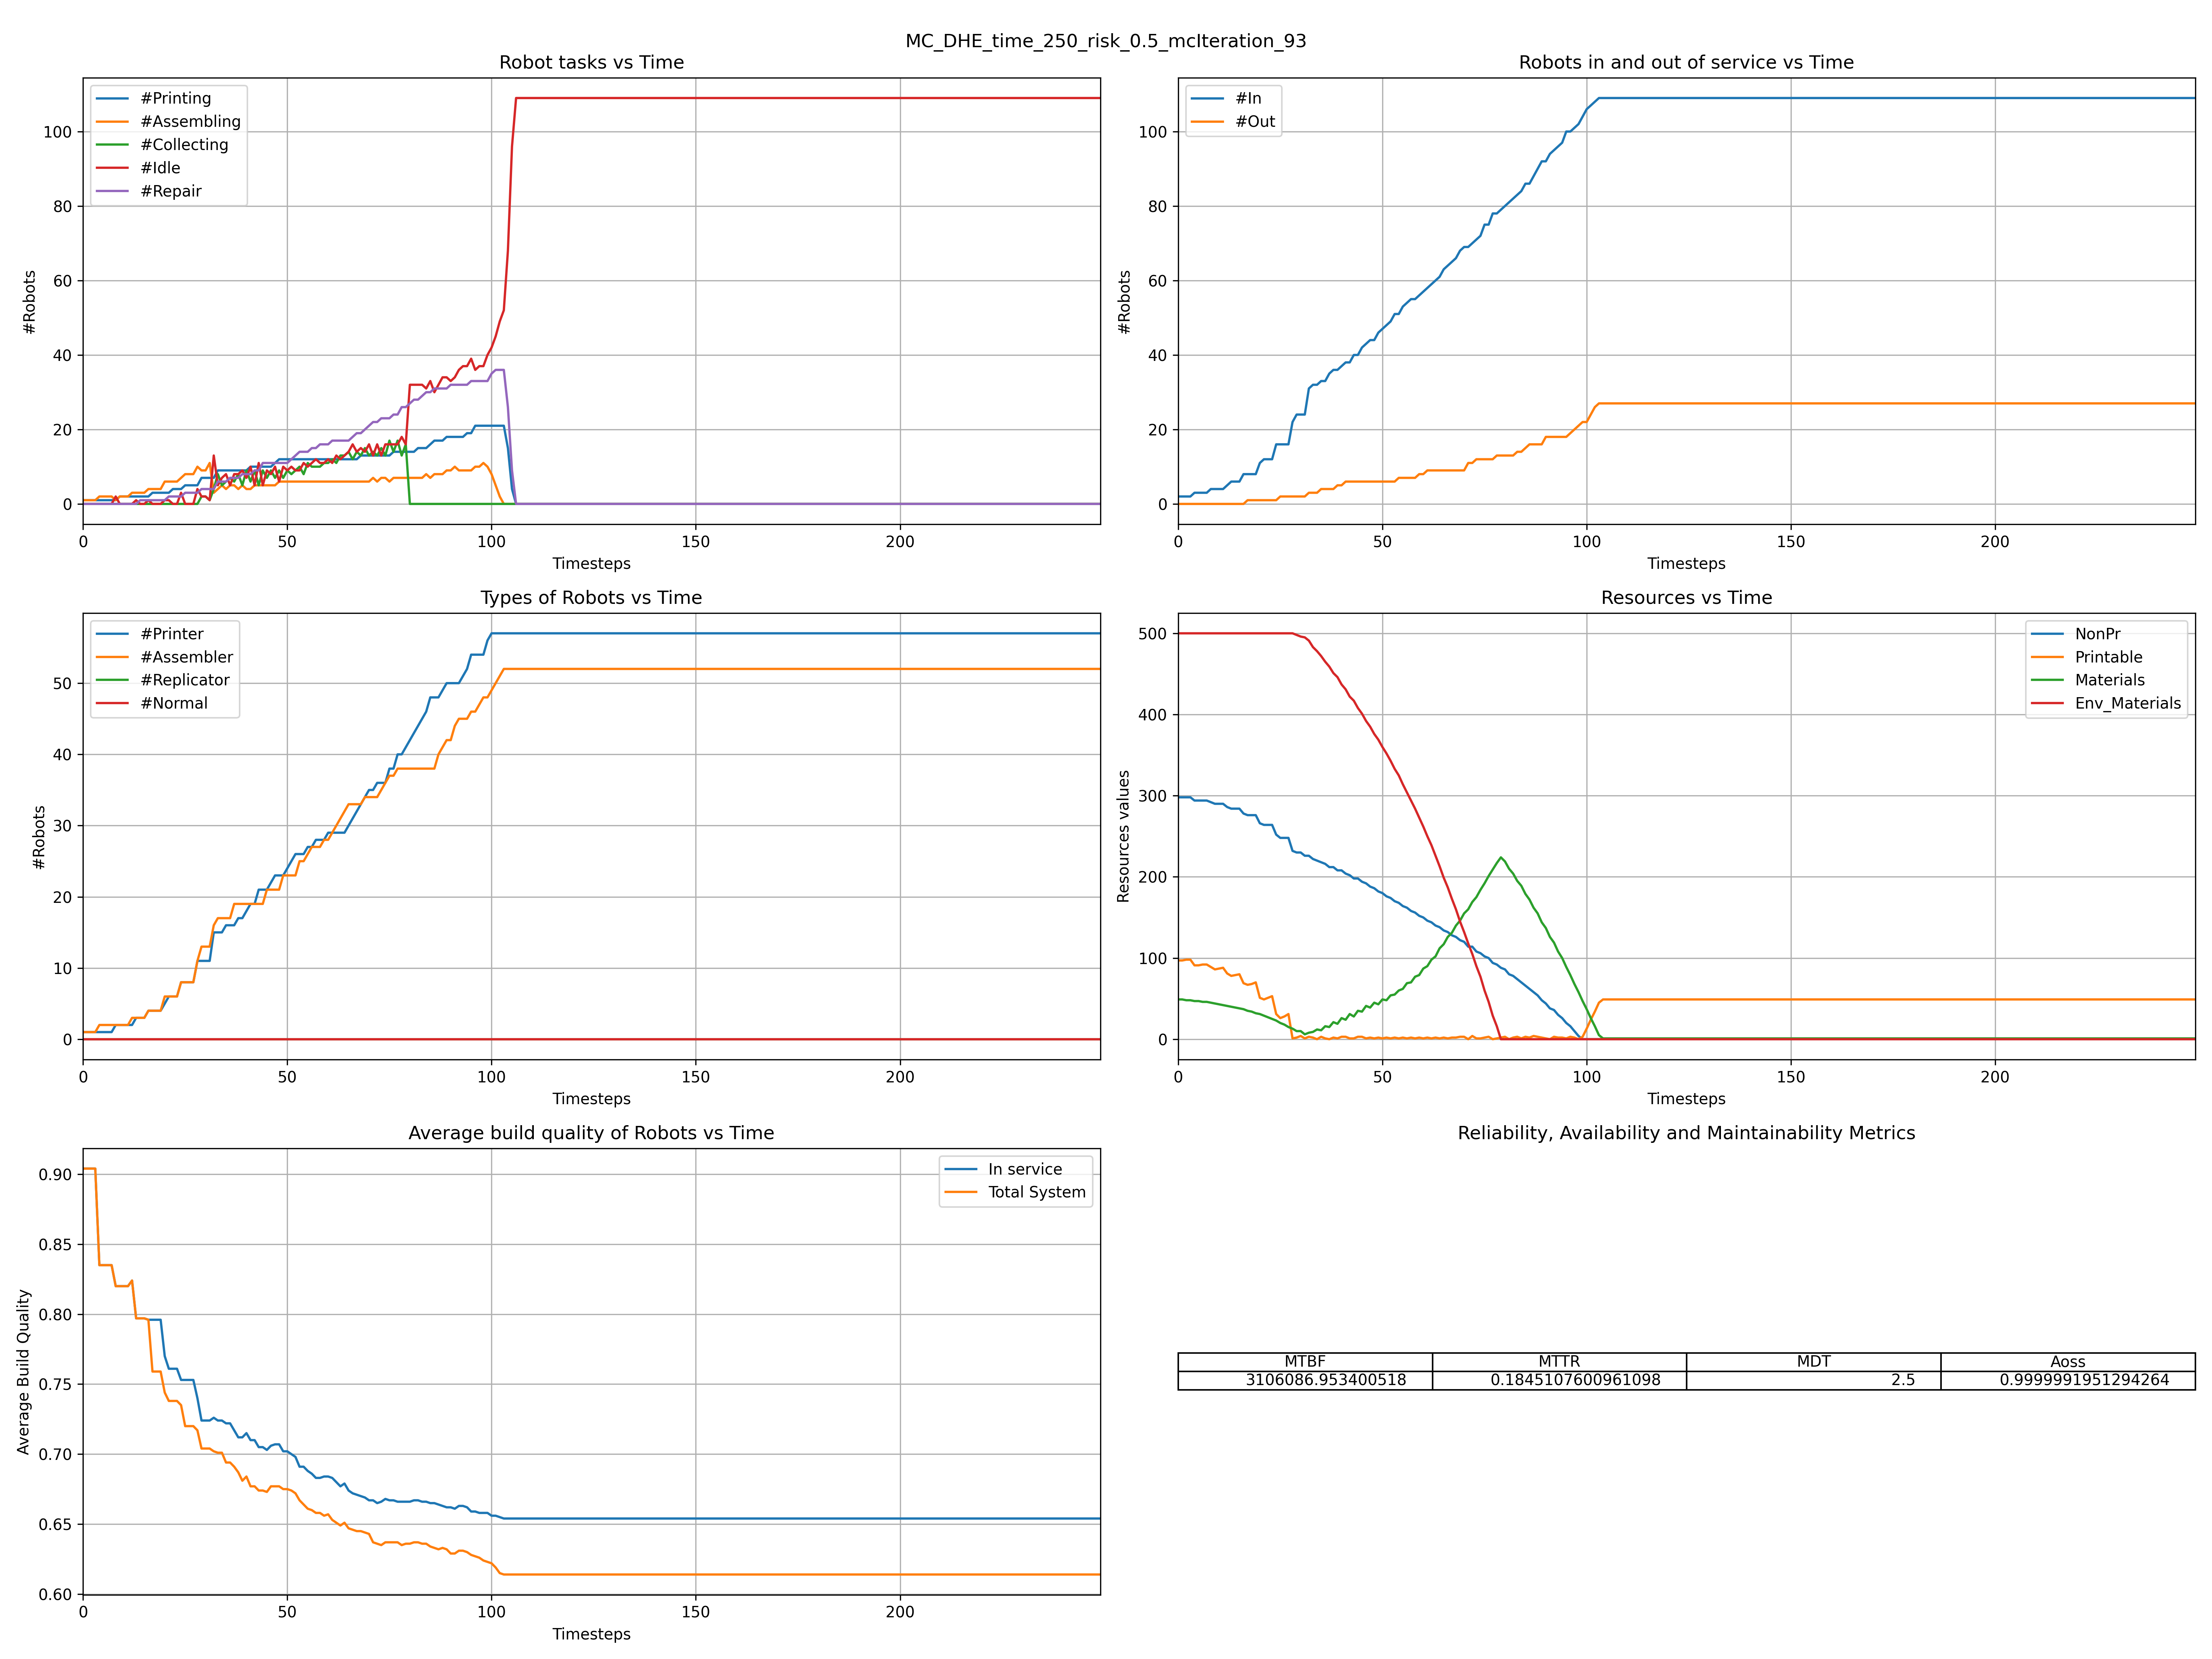 MC_DHE_time_250_risk_0.5_mcIteration_93
Robot tasks vs Time
#Printing
#Assembling
#Collecting
#Idle
#Repair
#Robots
100
80
60
40
20
0
0 50 100 150 200
Timesteps
Robots in and out of service vs Time
#In
#Out
#Robots
100
80
60
40
20
0
0 50 100 150 200
Timesteps
Types of Robots vs Time
#Printer
#Assembler
#Replicator
#Normal
#Robots
50
40
30
20
10
0
0 50 100 150 200
Timesteps
Resources vs Time
NonPr
Printable
Materials
Env_Materials
Resources values
500
400
300
200
100
0
0 50 100 150 200
Timesteps
Average build quality of Robots vs Time
In service
Total System
Average Build Quality
0.90
0.85
0.80
0.75
0.70
0.65
0.60
0 50 100 150 200
Timesteps
Reliability, Availability and Maintainability Metrics
MTBF MTTR MDT Aoss
3106086.953400518 0.1845107600961098 2.5 0.9999991951294264